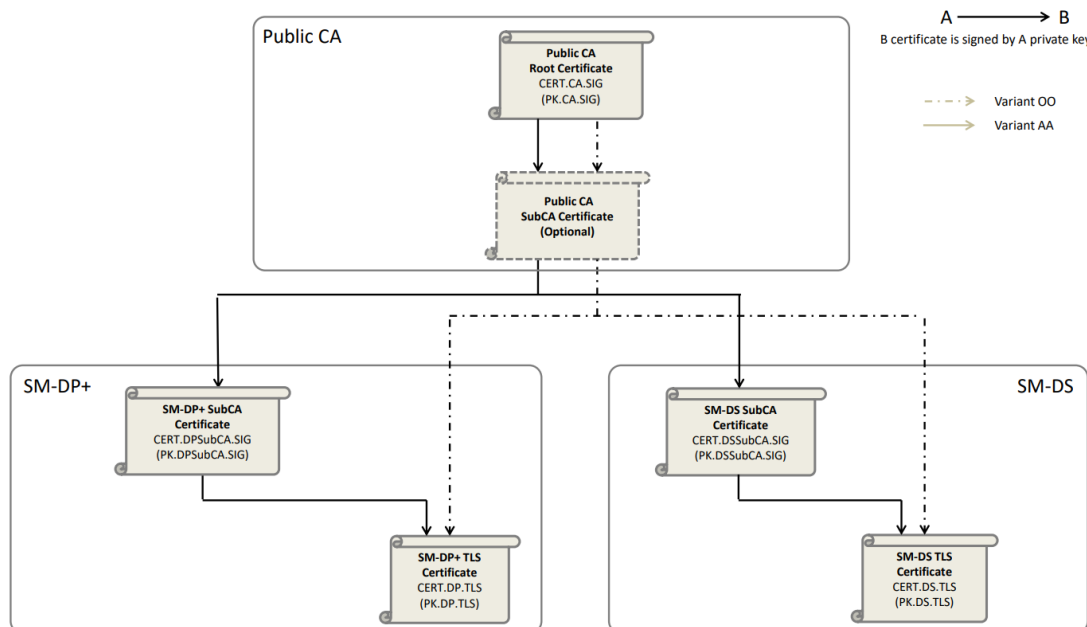 Public CA
A
B
B certificate is signed by A private key
Public CA
Root Certificate
CERT.CA.SIG
(PK.CA.SIG)
Variant OO
Variant AA
Public CA
SubCA Certificate
(Optional)
SM-DP+
SM-DP+ SubCA
Certificate
CERT.DPSubCA.SIG
(PK.DPSubCA.SIG)
SM-DP+ TLS
Certificate
CERT.DP.TLS
(PK.DP.TLS)
SM-DS
SM-DS SubCA
Certificate
CERT.DSSubCA.SIG
(PK.DSSubCA.SIG)
SM-DS TLS
Certificate
CERT.DS.TLS
(PK.DS.TLS)